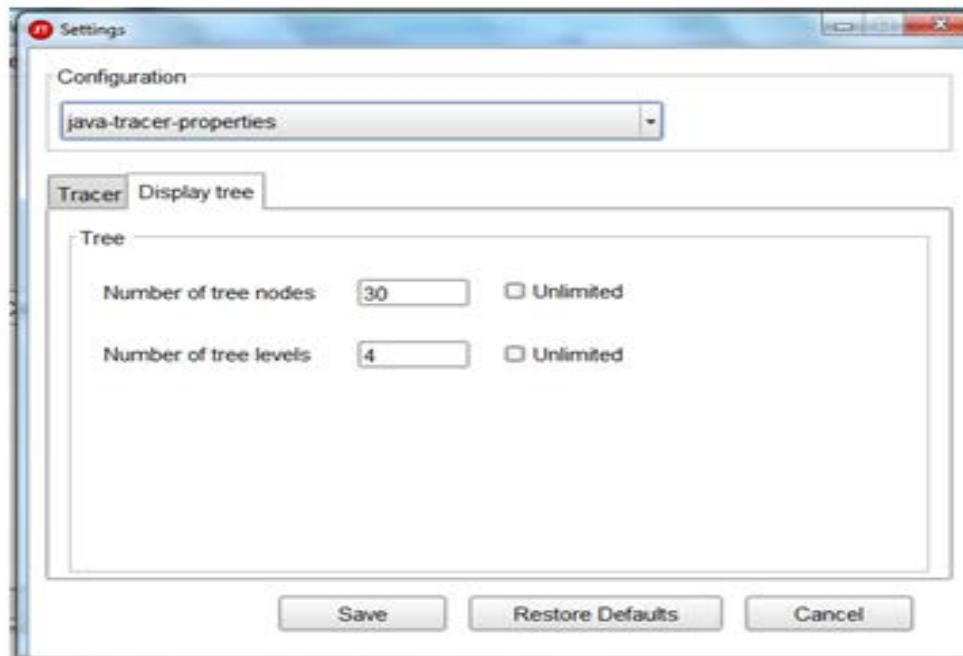 JT Settings
Configuration
java-tracer-properties
Tracer Display tree
Tree
Number of tree nodes 30 Unlimited
Number of tree levels 4 Unlimited
Save Restore Defaults Cancel